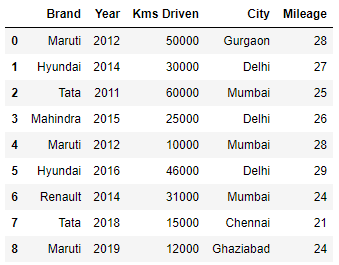 Brand Year Kms Driven City Mileage
0 Maruti 2012 50000 Gurgaon 28
1 Hyundai 2014 30000 Delhi 27
2 Tata 2011 60000 Mumbai 25
3 Mahindra 2015 25000 Delhi 26
4 Maruti 2012 10000 Mumbai 28
5 Hyundai 2016 46000 Delhi 29
6 Renault 2014 31000 Mumbai 24
7 Tata 2018 15000 Chennai 21
8 Maruti 2019 12000 Ghaziabad 24